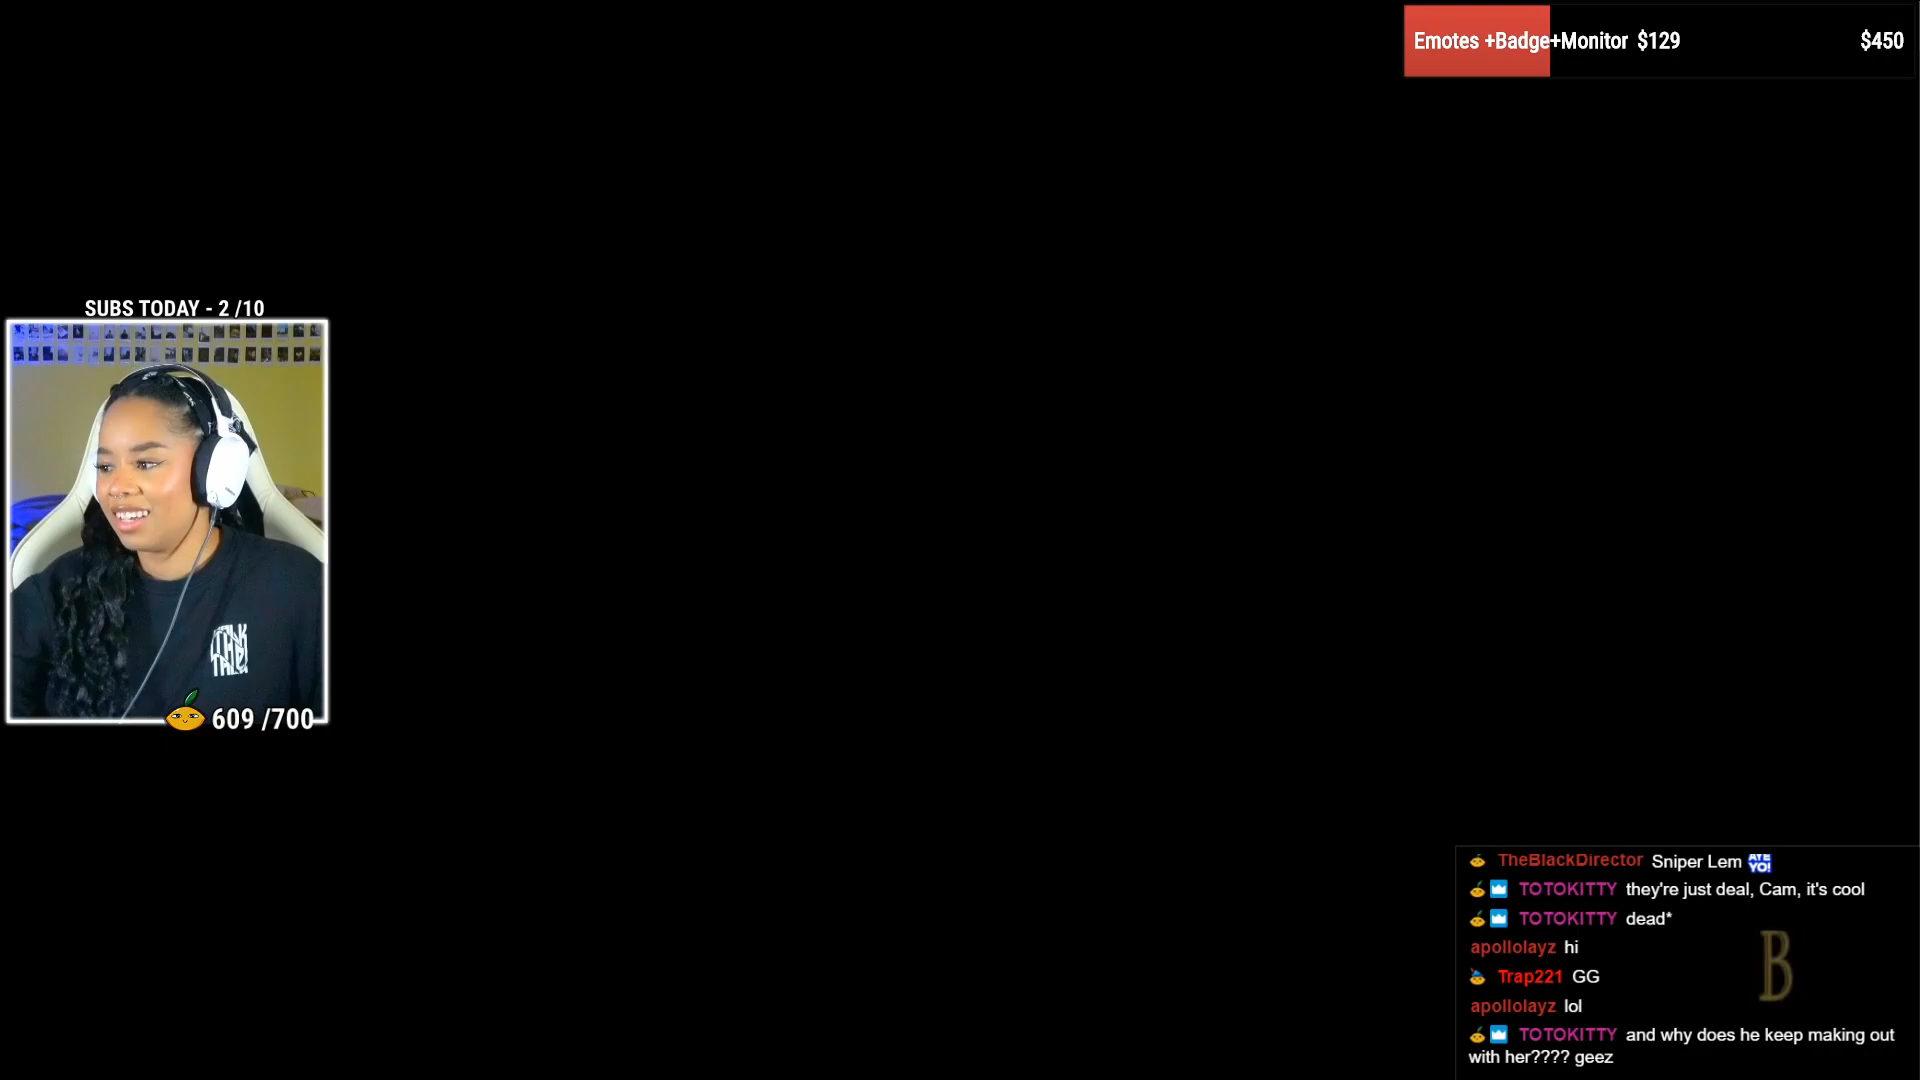 Emotes +Badge+Monitor $129 $450
SUBS TODAY - 2 /10
609 /700
TheBlackDirector Sniper Lem AYE YO!
TOTOKITTY they're just deal, Cam, it's cool
TOTOKITTY dead*
apollolayz hi
B
Trap221 GG
apollolayz lol
TOTOKITTY and why does he keep making out
with her???? geez